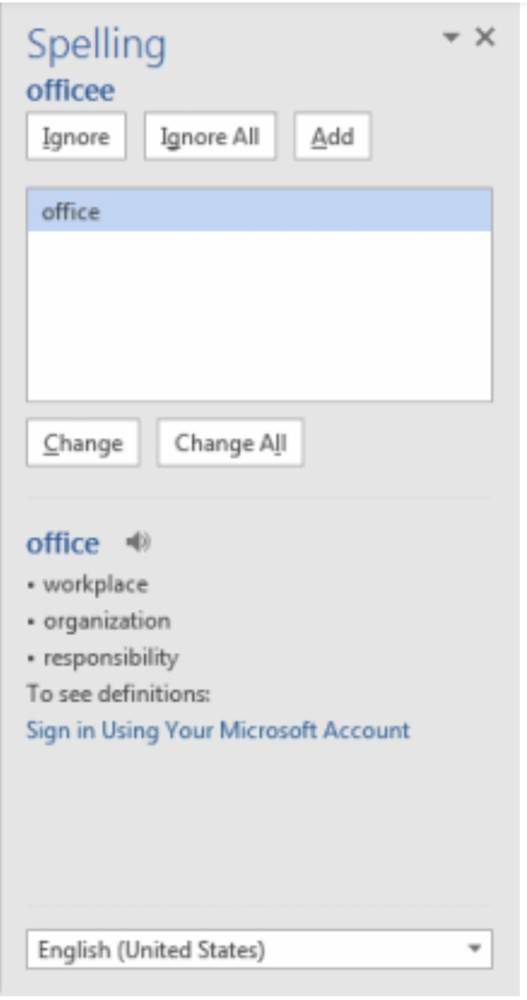 Spelling
officee
Ignore Ignore All Add
office
Change Change All
office
▪ workplace
▪ organization
▪ responsibility
To see definitions:
Sign in Using Your Microsoft Account
English (United States)